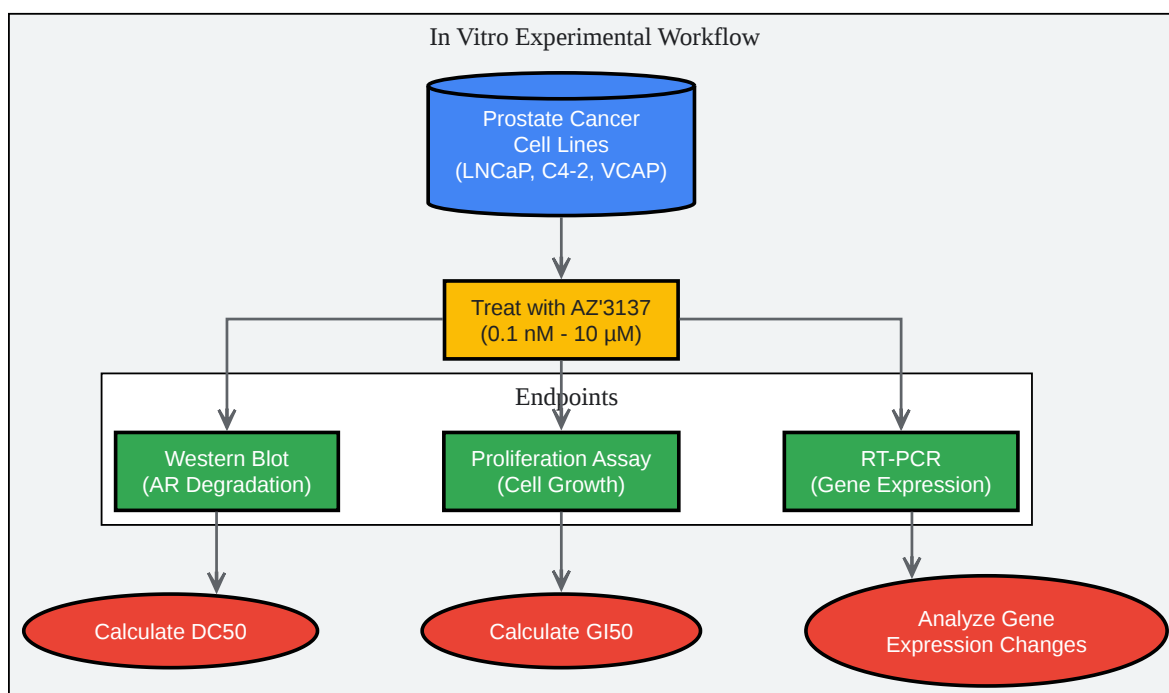 In Vitro Experimental Workflow
Prostate Cancer
Cell Lines
(LNCaP, C4-2, VCAP)
Treat with AZ'3137
(0.1 nM - 10 µM)
Endpoints
Western Blot
(AR Degradation)
Proliferation Assay
(Cell Growth)
RT-PCR
(Gene Expression)
Calculate DC50
Calculate GI50
Analyze Gene
Expression Changes